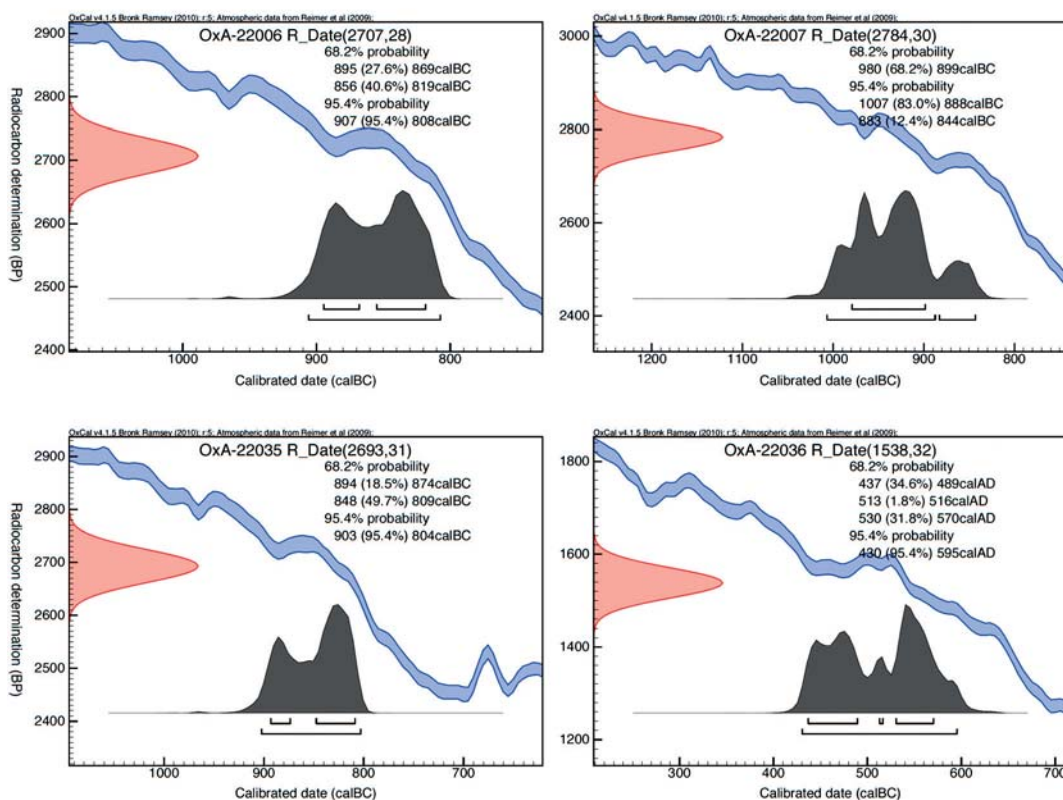 OxCal v4.1.5 Bronk Ramsey (2010); r:5; Atmospheric data from Reimer et al (2009);
OxA-22006 R_Date(2707,28)
68.2% probability
895 (27.6%) 869calBC
856 (40.6%) 819calBC
95.4% probability
907 (95.4%) 808calBC
2900
2800
2700
2600
2500
2400
Radiocarbon determination (BP)
1000
900
800
Calibrated date (calBC)
OxCal v4.1.5 Bronk Ramsey (2010); r:5; Atmospheric data from Reimer et al (2009);
OxA-22007 R_Date(2784,30)
68.2% probability
980 (68.2%) 899calBC
95.4% probability
1007 (83.0%) 888calBC
883 (12.4%) 844calBC
3000
2800
2600
2400
1200
1100
1000
900
800
Calibrated date (calBC)
OxCal v4.1.5 Bronk Ramsey (2010); r:5; Atmospheric data from Reimer et al (2009);
OxA-22035 R_Date(2693,31)
68.2% probability
894 (18.5%) 874calBC
848 (49.7%) 809calBC
95.4% probability
903 (95.4%) 804calBC
2900
2800
2700
2600
2500
2400
Radiocarbon determination (BP)
1000
900
800
700
Calibrated date (calBC)
OxCal v4.1.5 Bronk Ramsey (2010); r:5; Atmospheric data from Reimer et al (2009);
OxA-22036 R_Date(1538,32)
68.2% probability
437 (34.6%) 489calAD
513 (1.8%) 516calAD
530 (31.8%) 570calAD
95.4% probability
430 (95.4%) 595calAD
1800
1600
1400
1200
300
400
500
600
700
Calibrated date (calAD)